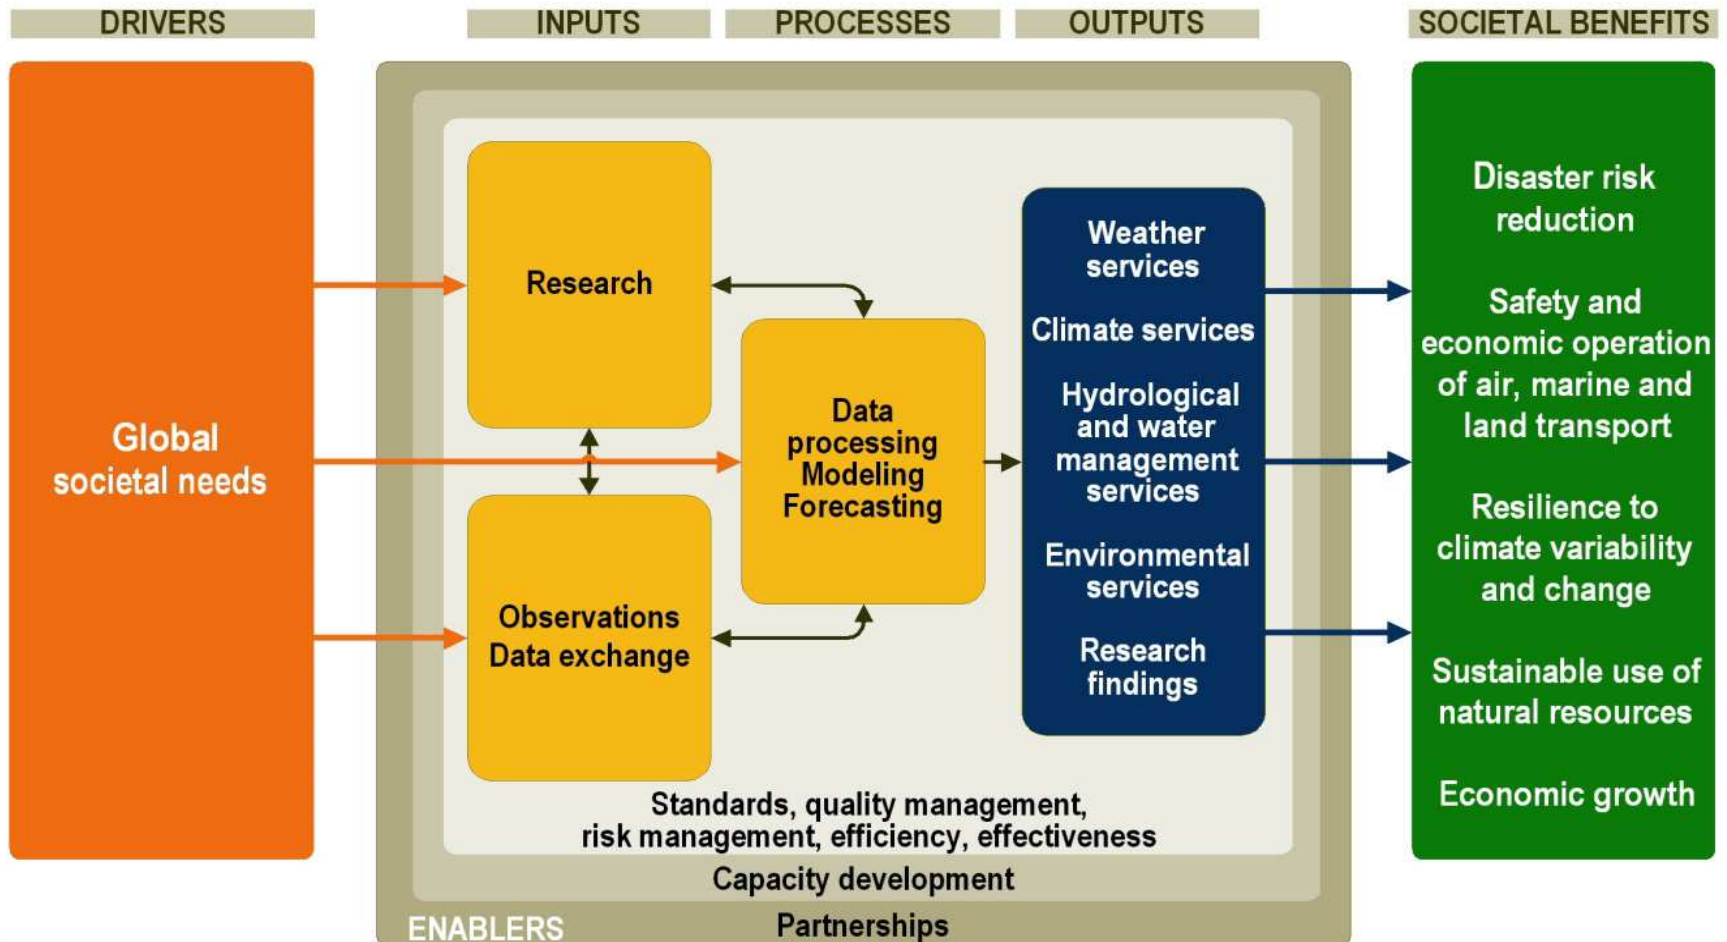 DRIVERS
INPUTS
PROCESSES
OUTPUTS
SOCIETAL BENEFITS
Global
societal needs
Research
Observations
Data exchange
Data
processing
Modeling
Forecasting
Weather
services
Climate services
Hydrological
and water
management
services
Environmental
services
Research
findings
Disaster risk
reduction
Safety and
economic operation
of air, marine and
land transport
Resilience to
climate variability
and change
Sustainable use of
natural resources
Economic growth
Standards, quality management,
risk management, efficiency, effectiveness
Capacity development
ENABLERS
Partnerships